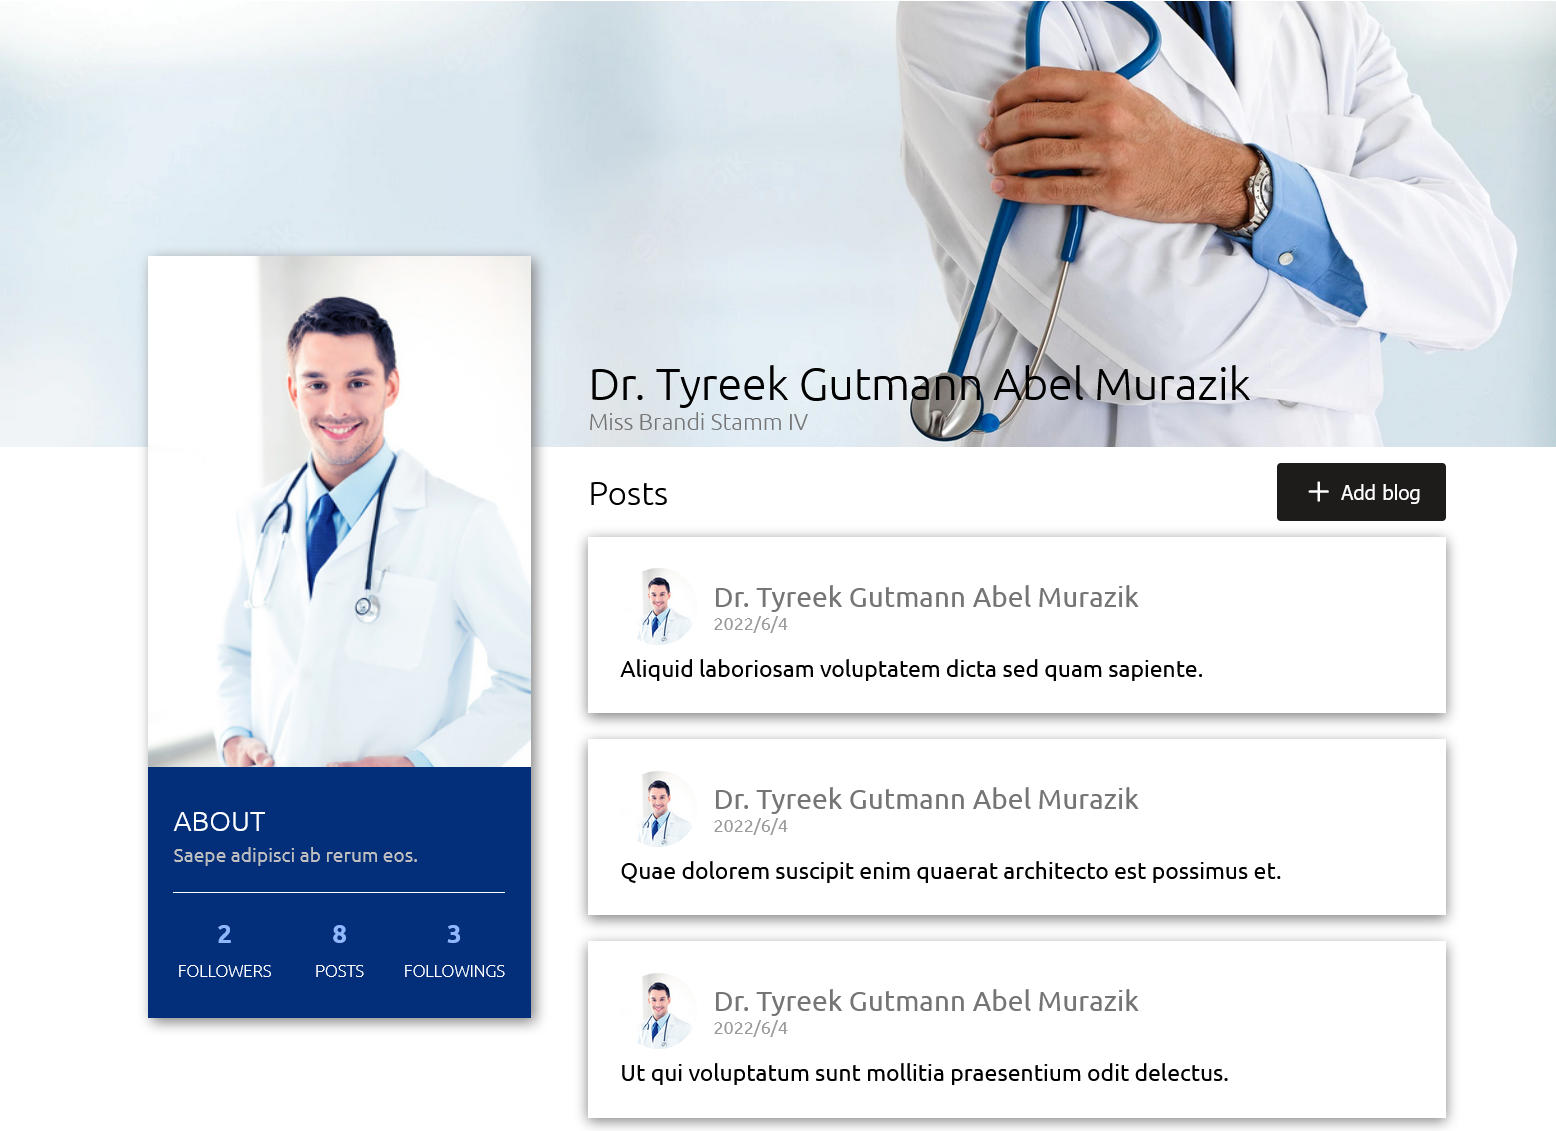 Dr. Tyreek Gutmann Abel Murazik
Miss Brandi Stamm IV
ABOUT
Saepe adipisci ab rerum eos.
2 8 3
FOLLOWERS POSTS FOLLOWINGS
Posts
+ Add blog
Dr. Tyreek Gutmann Abel Murazik
2022/6/4
Aliquid laboriosam voluptatem dicta sed quam sapiente.
Dr. Tyreek Gutmann Abel Murazik
2022/6/4
Quae dolorem suscipit enim quaerat architecto est possimus et.
Dr. Tyreek Gutmann Abel Murazik
2022/6/4
Ut qui voluptatum sunt mollitia praesentium odit delectus.